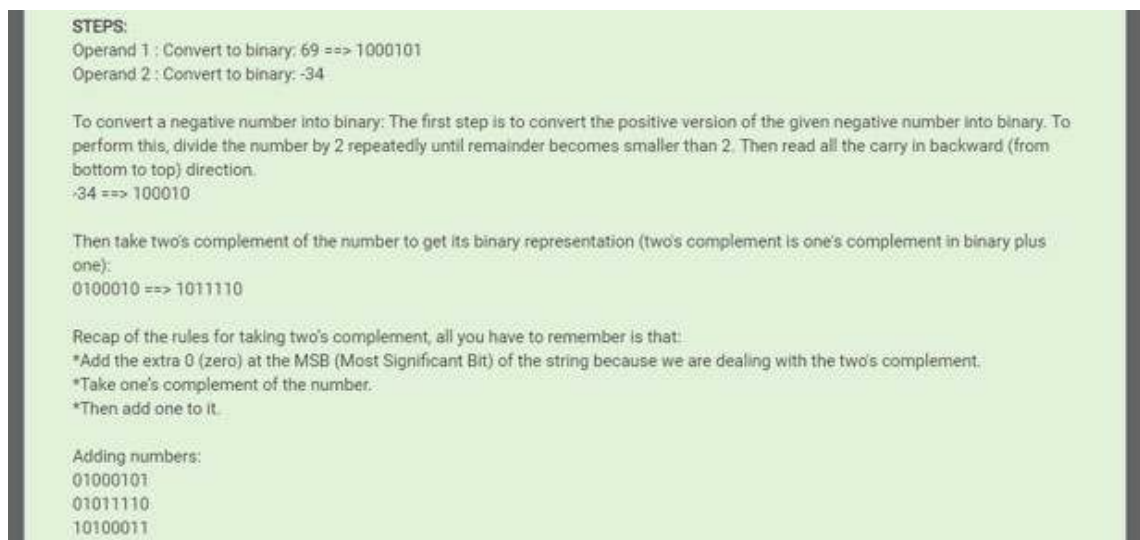 STEPS:
Operand 1 : Convert to binary: 69 ==> 1000101
Operand 2 : Convert to binary: -34
To convert a negative number into binary: The first step is to convert the positive version of the given negative number into binary. To
perform this, divide the number by 2 repeatedly until remainder becomes smaller than 2. Then read all the carry in backward (from
bottom to top) direction.
-34 ==> 100010
Then take two's complement of the number to get its binary representation (two's complement is one's complement in binary plus
one):
0100010 ==> 1011110
Recap of the rules for taking two's complement, all you have to remember is that:
*Add the extra 0 (zero) at the MSB (Most Significant Bit) of the string because we are dealing with the two's complement.
*Take one's complement of the number.
*Then add one to it.
Adding numbers:
01000101
01011110
10100011